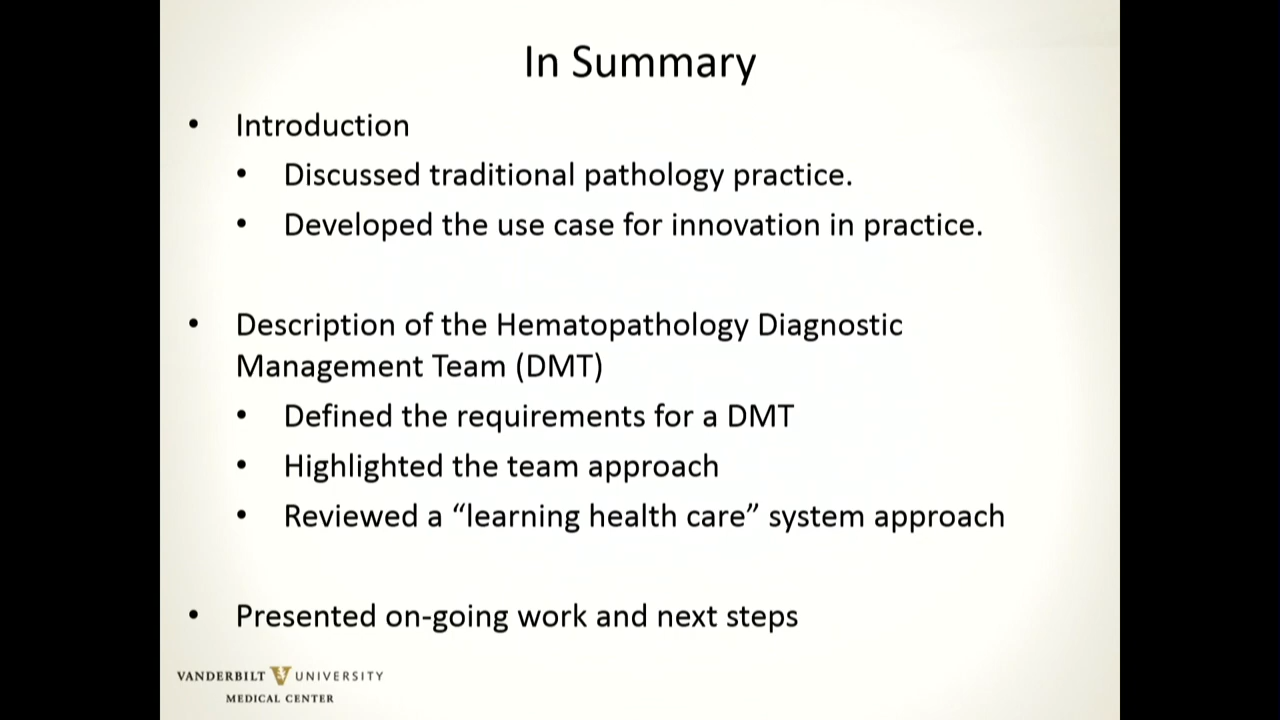 In Summary
• Introduction
• Discussed traditional pathology practice.
• Developed the use case for innovation in practice.
• Description of the Hematopathology Diagnostic
Management Team (DMT)
• Defined the requirements for a DMT
• Highlighted the team approach
• Reviewed a “learning health care” system approach
• Presented on-going work and next steps
VANDERBILT UNIVERSITY
MEDICAL CENTER